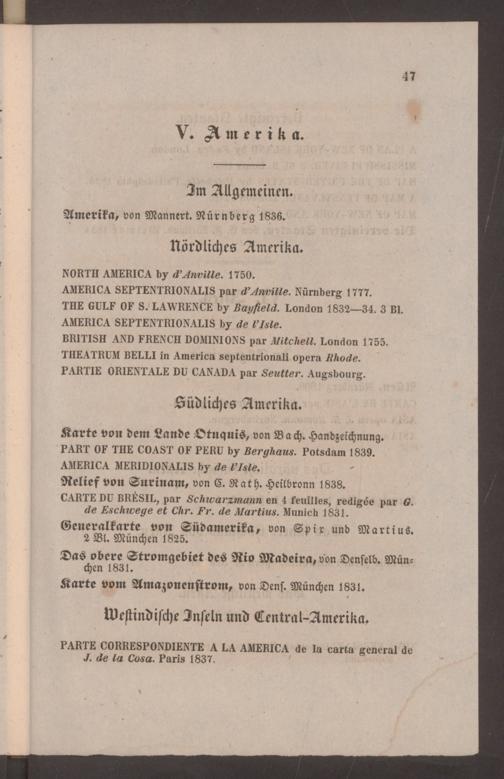 47
V. Amerika.
Im Allgemeinen.
Amerika, von Mannert. Nürnberg 1836.
Nördliches Amerika.
NORTH AMERICA by d'Anville. 1750.
AMERICA SEPTENTRIONALIS par d'Anville. Nürnberg 1777.
THE GULF OF S. LAWRENCE by Bayfield. London 1832—34. 3 Bl.
AMERICA SEPTENTRIONALIS by de l'Isle.
BRITISH AND FRENCH DOMINIONS par Mitchell. London 1755.
THEATRUM BELLI in America septentrionali opera Rhode.
PARTIE ORIENTALE DU CANADA par Seutter. Augsbourg.
Südliches Amerika.
Karte von dem Lande Otuquis, von Bach. Handzeichnung.
PART OF THE COAST OF PERU by Berghaus. Potsdam 1839.
AMERICA MERIDIONALIS by de l'Isle.
Relief von Surinam, von C. Rath. Heilbronn 1838.
CARTE DU BRÉSIL, par Schwarzmann en 4 feuilles, redigée par G.
de Eschwege et Chr. Fr. de Martius. Munich 1831.
Generalkarte von Südamerika, von Spix und Martius.
2 Bl. München 1825.
Das obere Stromgebiet des Rio Madeira, von Denselb. Mün-
chen 1831.
Karte vom Amazonenstrom, von Dens. München 1831.
Westindische Inseln und Central-Amerika.
PARTE CORRESPONDIENTE A LA AMERICA de la carta general de
J. de la Cosa. Paris 1837.